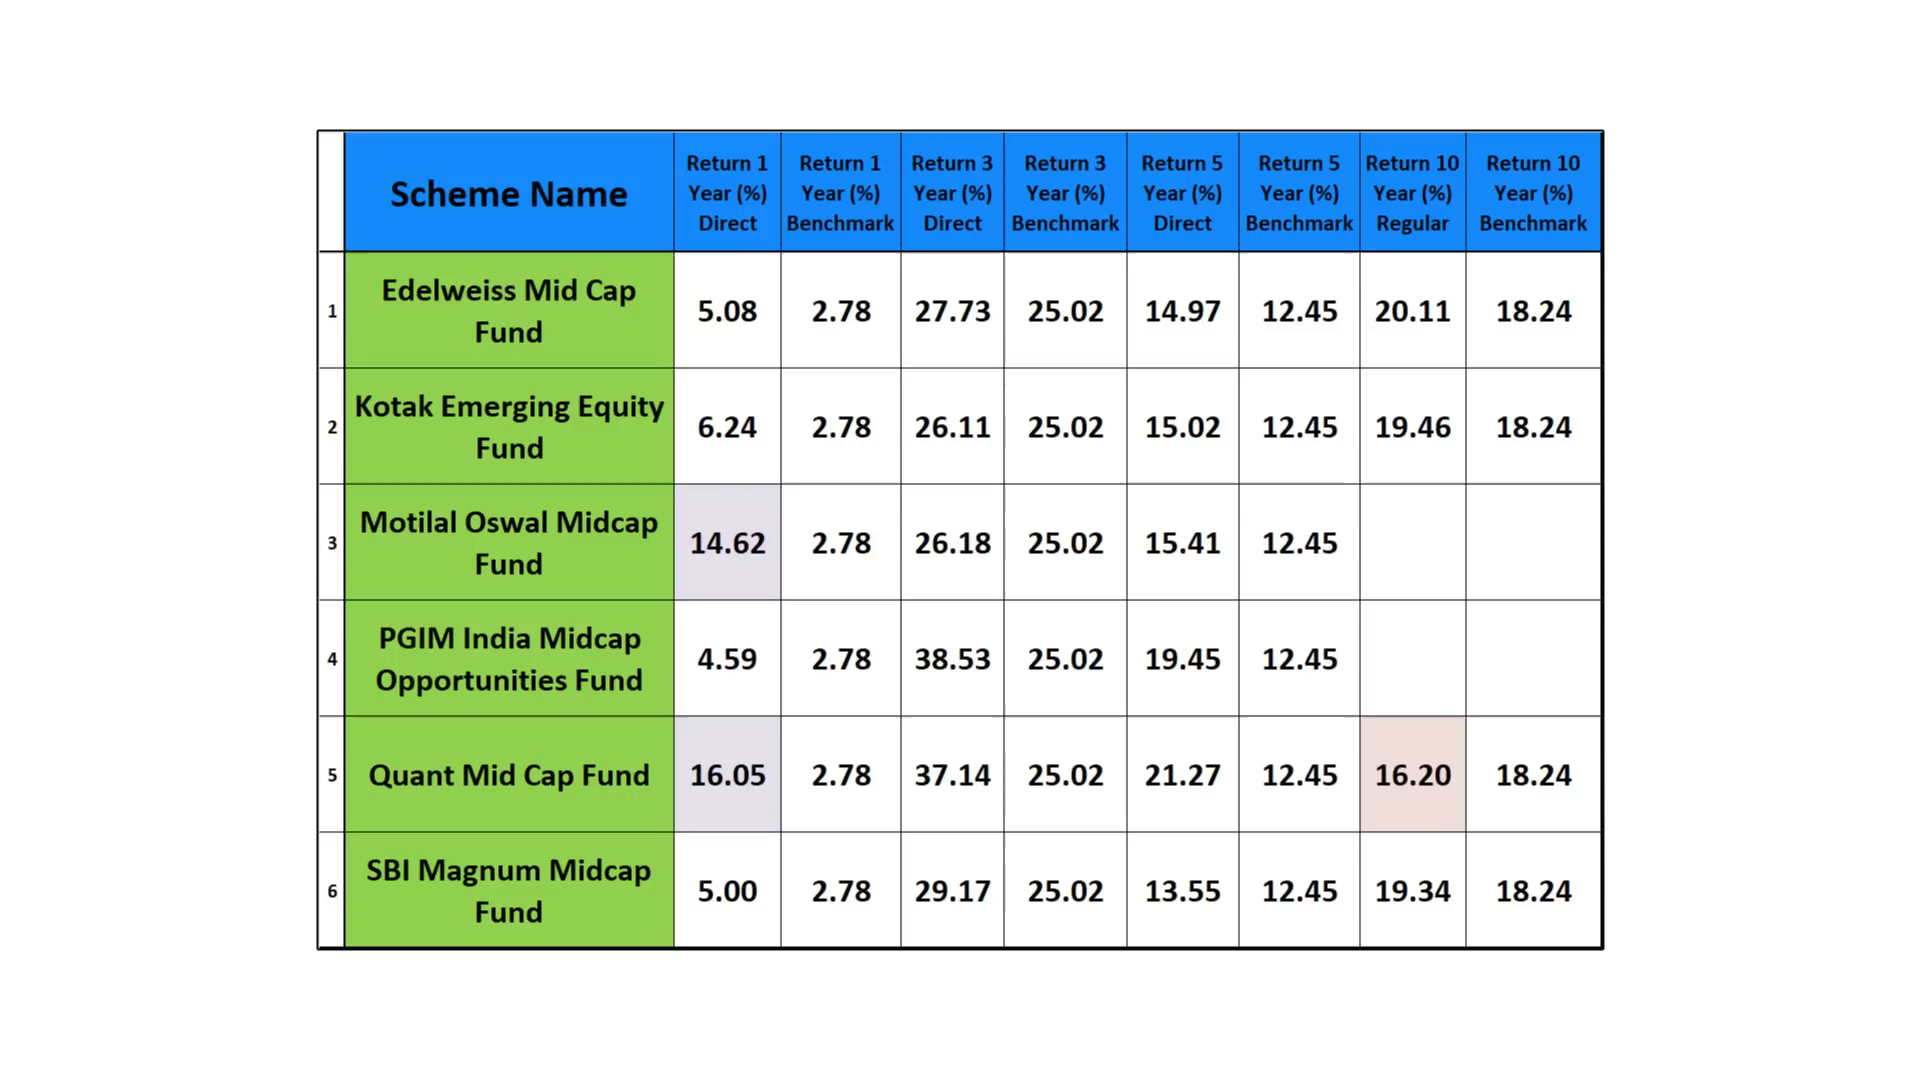 Scheme Name
Return 1 Year (%) Direct
Return 1 Year (%) Benchmark
Return 3 Year (%) Direct
Return 3 Year (%) Benchmark
Return 5 Year (%) Direct
Return 5 Year (%) Benchmark
Return 10 Year (%) Regular
Return 10 Year (%) Benchmark
1 Edelweiss Mid Cap Fund 5.08 2.78 27.73 25.02 14.97 12.45 20.11 18.24
2 Kotak Emerging Equity Fund 6.24 2.78 26.11 25.02 15.02 12.45 19.46 18.24
3 Motilal Oswal Midcap Fund 14.62 2.78 26.18 25.02 15.41 12.45
4 PGIM India Midcap Opportunities Fund 4.59 2.78 38.53 25.02 19.45 12.45
5 Quant Mid Cap Fund 16.05 2.78 37.14 25.02 21.27 12.45 16.20 18.24
6 SBI Magnum Midcap Fund 5.00 2.78 29.17 25.02 13.55 12.45 19.34 18.24